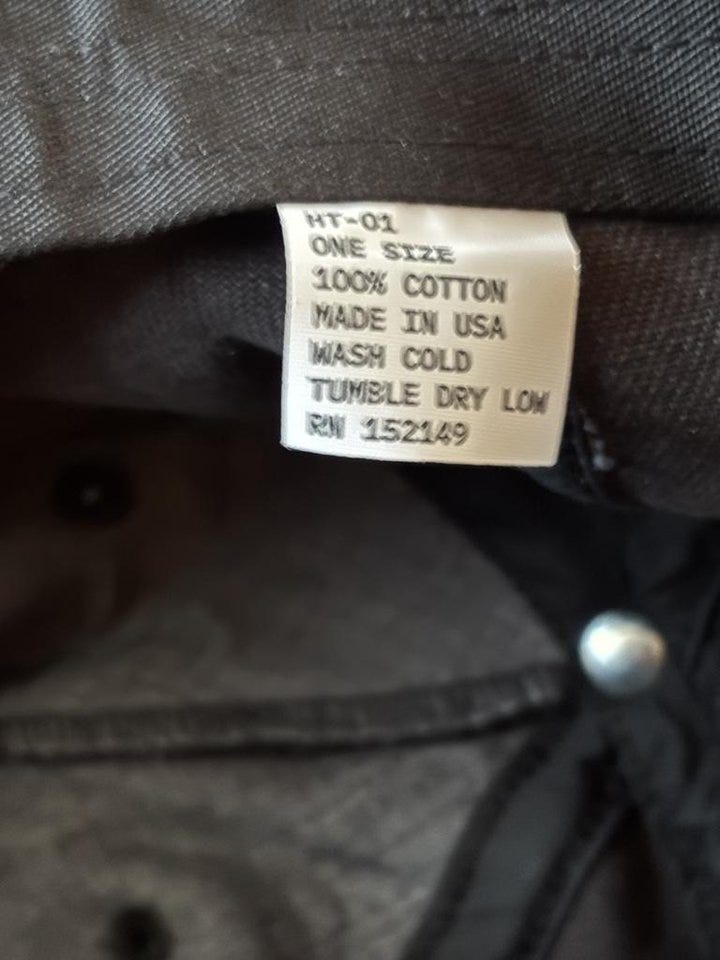 HT-01
ONE SIZE
100% COTTON
MADE IN USA
WASH COLD
TUMBLE DRY LOW
RN 152149